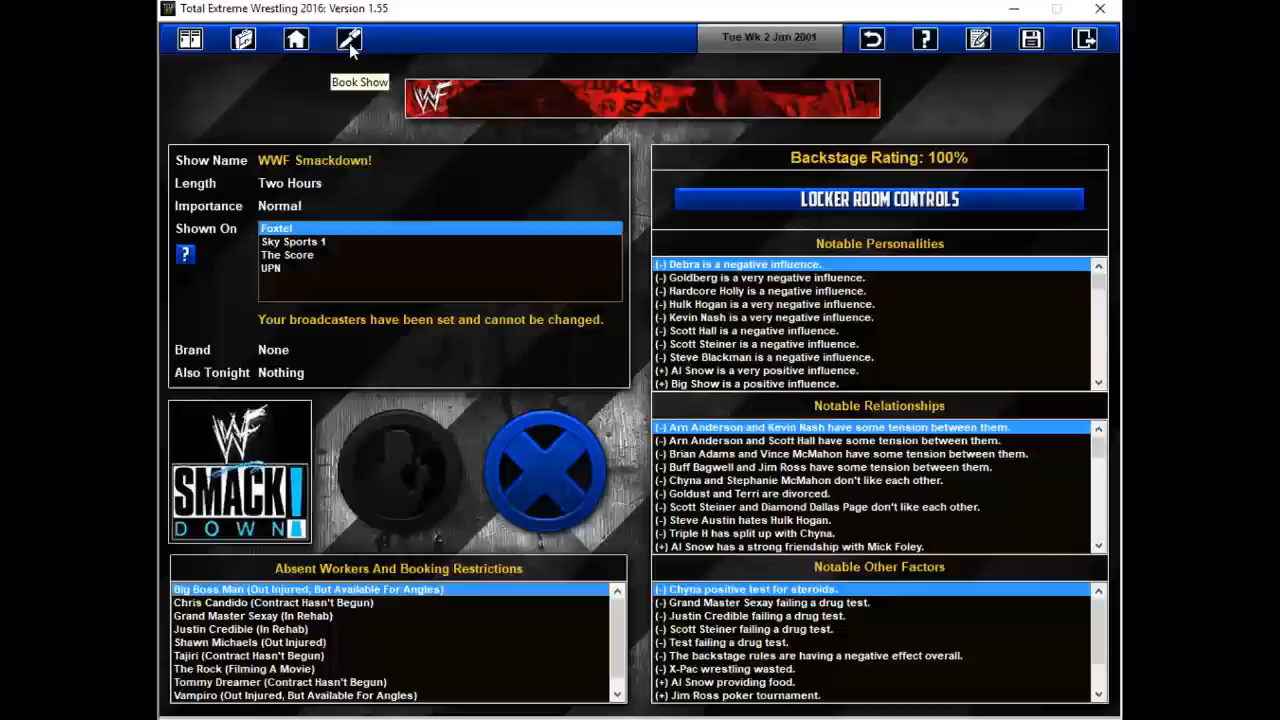 Total Extreme Wrestling 2016: Version 1.55
Tue Wk 2 Jun 2001
Book Show
WF
Show Name WWF Smackdown!
Length Two Hours
Importance Normal
Shown On Foxtel
Sky Sports 1
The Score
UPN
?
Your broadcasters have been set and cannot be changed.
Brand None
Also Tonight Nothing
WF
SMACK!
DOWN
Absent Workers And Booking Restrictions
Big Boss Man (Out Injured, But Available For Angles)
Chris Candido (Contract Hasn't Begun)
Grand Master Sexay (In Rehab)
Justin Credible (In Rehab)
Shawn Michaels (Out Injured)
Tajiri (Contract Hasn't Begun)
The Rock (Filming A Movie)
Tommy Dreamer (Contract Hasn't Begun)
Vampiro (Out Injured, But Available For Angles)
Backstage Rating: 100%
LOCKER ROOM CONTROLS
Notable Personalities
(-) Debra is a negative influence.
(-) Goldberg is a very negative influence.
(-) Hardcore Holly is a negative influence.
(-) Hulk Hogan is a very negative influence.
(-) Kevin Nash is a very negative influence.
(-) Scott Hall is a negative influence.
(-) Scott Steiner is a negative influence.
(-) Steve Blackman is a negative influence.
(+) Al Snow is a very positive influence.
(+) Big Show is a positive influence.
Notable Relationships
(-) Arn Anderson and Kevin Nash have some tension between them.
(-) Arn Anderson and Scott Hall have some tension between them.
(-) Brian Adams and Vince McMahon have some tension between them.
(-) Buff Bagwell and Jim Ross have some tension between them.
(-) Chyna and Stephanie McMahon don't like each other.
(-) Goldust and Terri are divorced.
(-) Scott Steiner and Diamond Dallas Page don't like each other.
(-) Steve Austin hates Hulk Hogan.
(-) Triple H has split up with Chyna.
(+) Al Snow has a strong friendship with Mick Foley.
Notable Other Factors
(-) Chyna positive test for steroids.
(-) Grand Master Sexay failing a drug test.
(-) Justin Credible failing a drug test.
(-) Scott Steiner failing a drug test.
(-) Test failing a drug test.
(-) The backstage rules are having a negative effect overall.
(-) X-Pac wrestling wasted.
(+) Al Snow providing food.
(+) Jim Ross poker tournament.